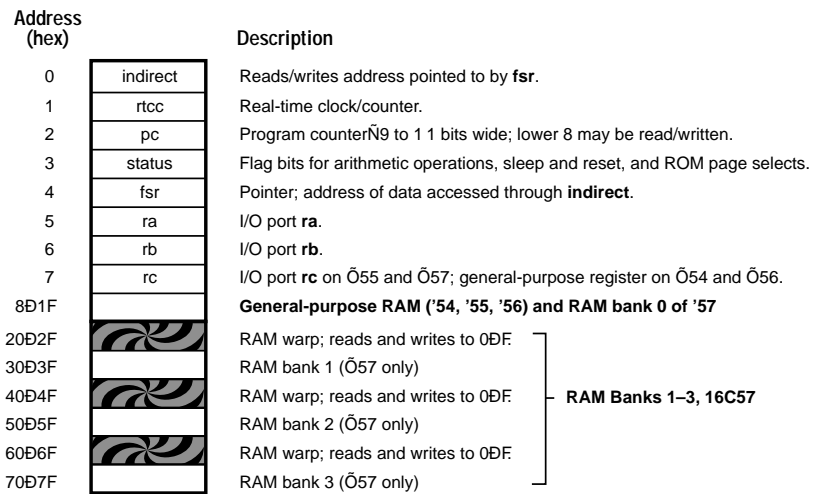 Address
(hex) Description
0 indirect Reads/writes address pointed to by fsr.
1 rtcc Real-time clock/counter.
2 pc Program counterÑ9 to 1 1 bits wide; lower 8 may be read/written.
3 status Flag bits for arithmetic operations, sleep and reset, and ROM page selects.
4 fsr Pointer; address of data accessed through indirect.
5 ra I/O port ra.
6 rb I/O port rb.
7 rc I/O port rc on Õ55 and Õ57; general-purpose register on Õ54 and Õ56.
8Ð1F General-purpose RAM ('54, '55, '56) and RAM bank 0 of '57
20Ð2F RAM warp; reads and writes to 0ÐF.
30Ð3F RAM bank 1 (Õ57 only)
40Ð4F RAM warp; reads and writes to 0ÐF. RAM Banks 1–3, 16C57
50Ð5F RAM bank 2 (Õ57 only)
60Ð6F RAM warp; reads and writes to 0ÐF.
70Ð7F RAM bank 3 (Õ57 only)